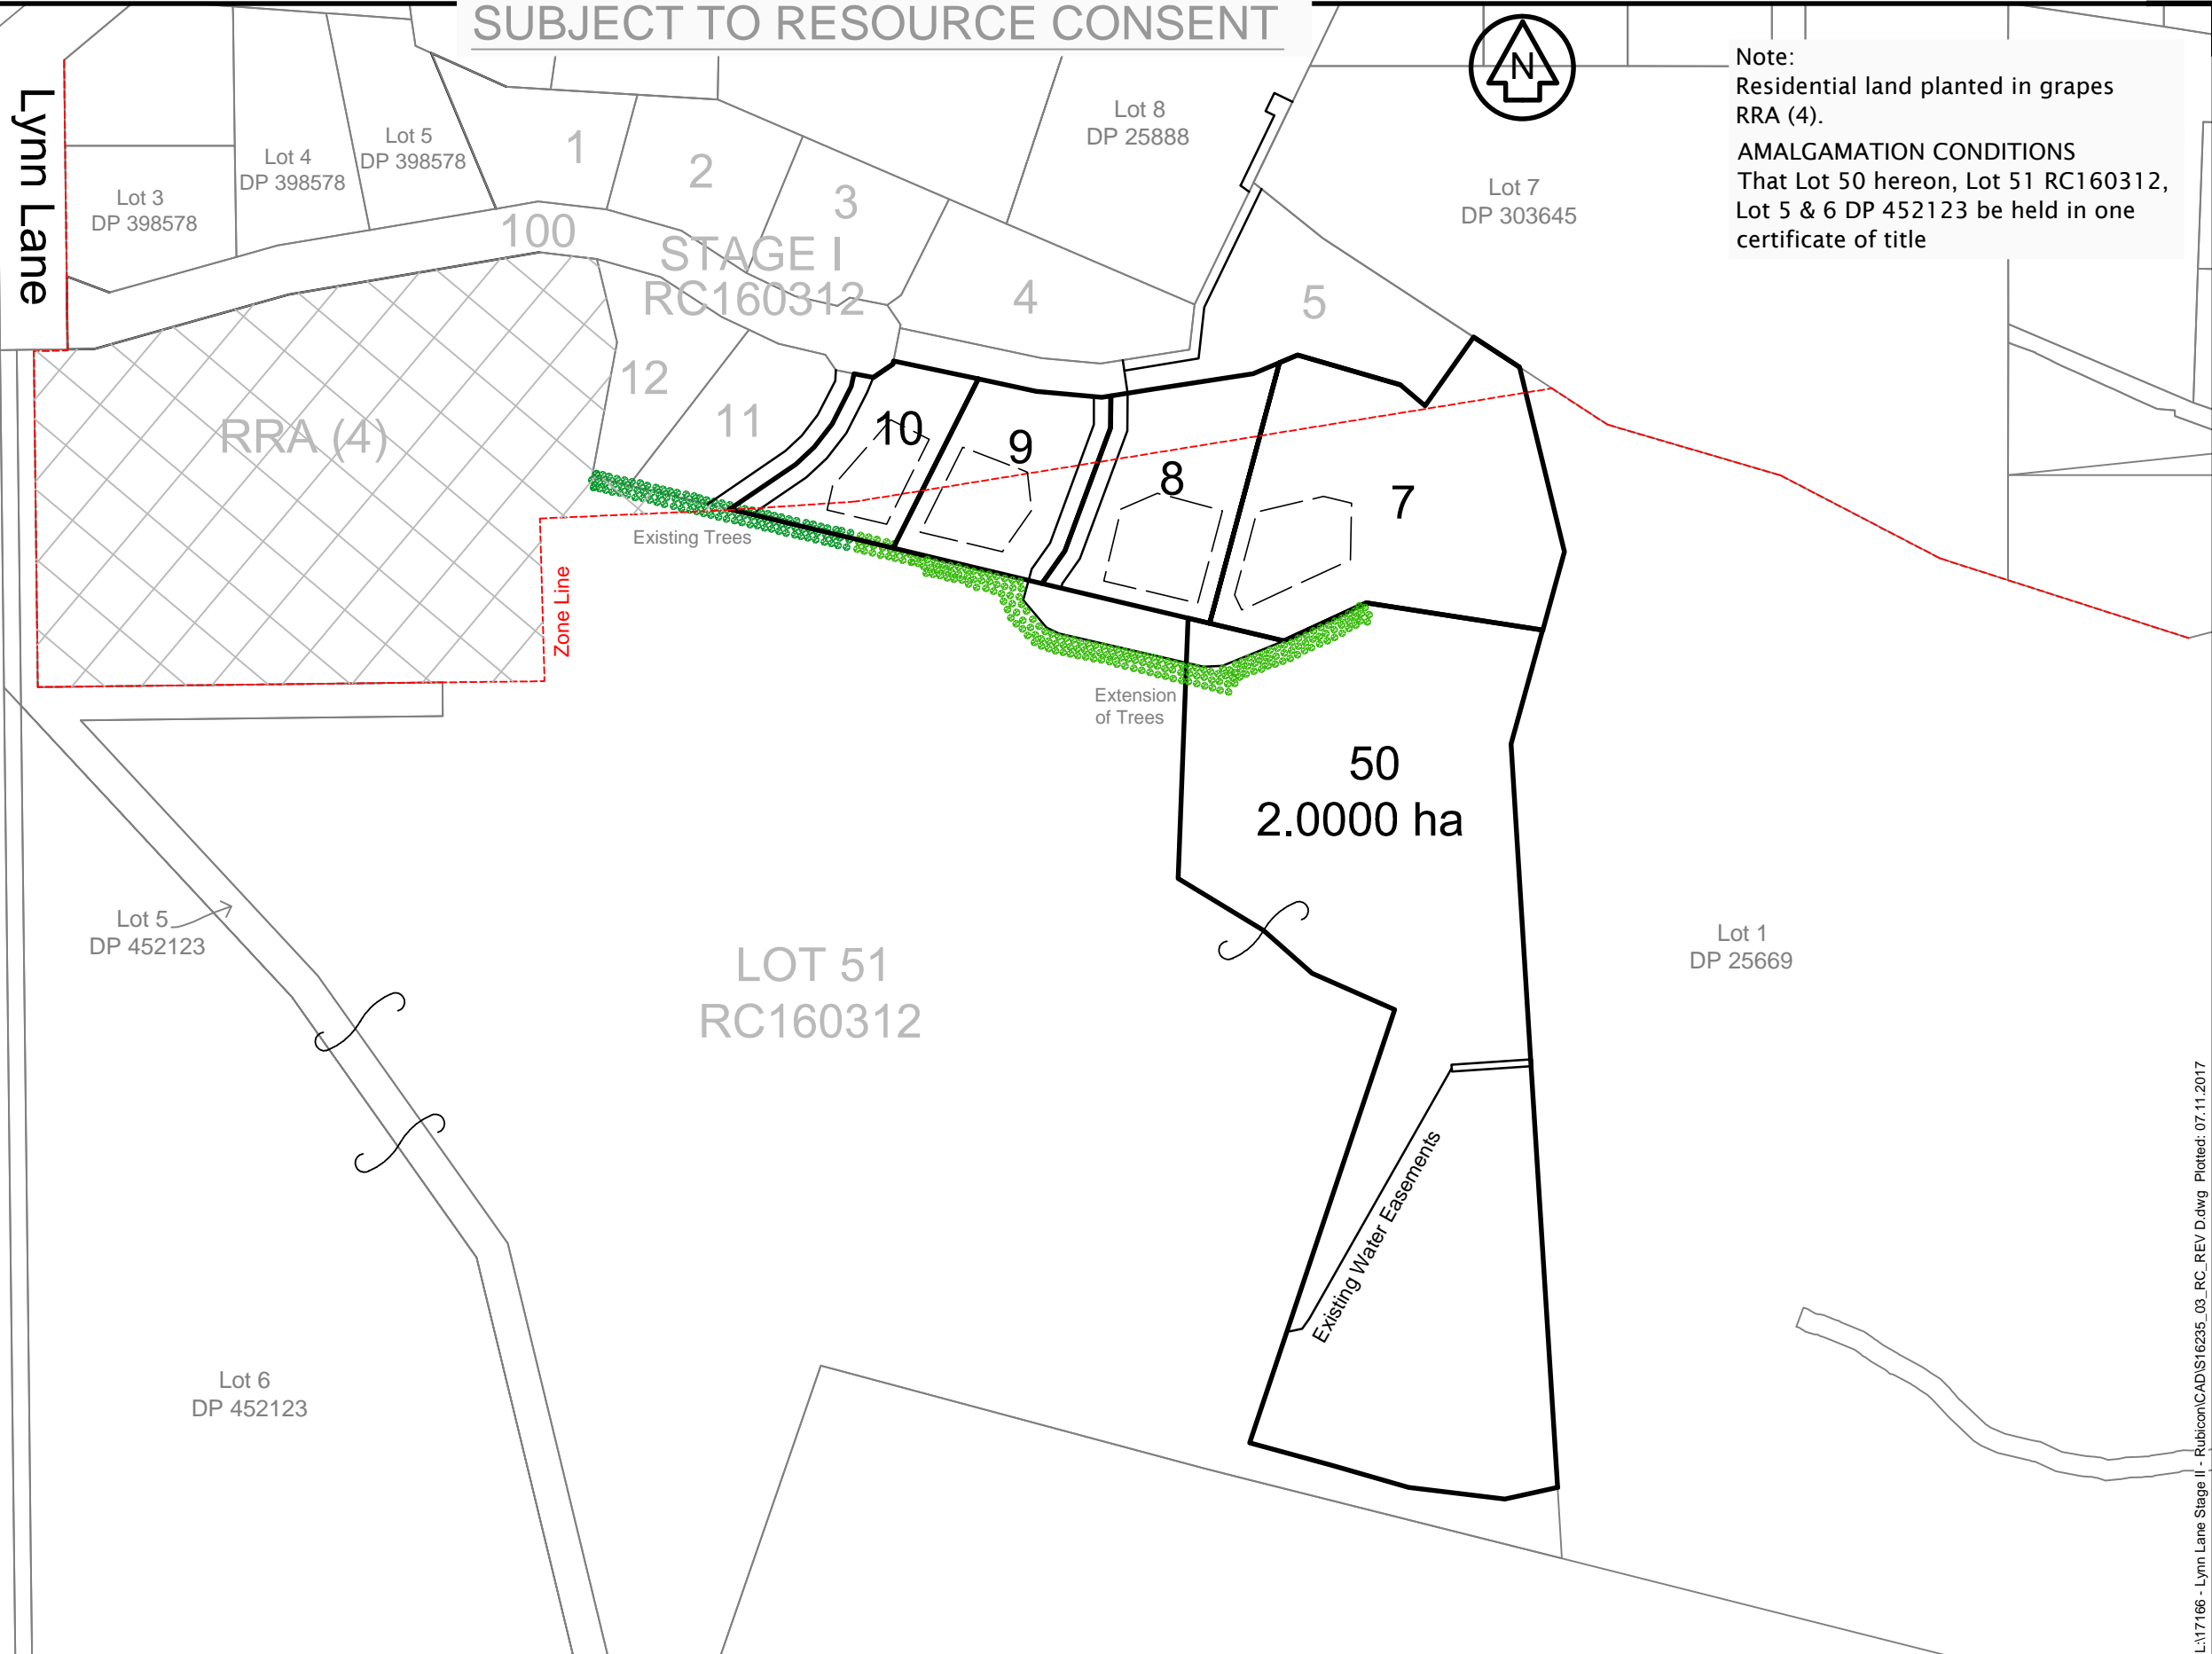 SUBJECT TO RESOURCE CONSENT
N
Note:
Residential land planted in grapes
RRA (4).
AMALGAMATION CONDITIONS
That Lot 50 hereon, Lot 51 RC160312,
Lot 5 & 6 DP 452123 be held in one
certificate of title
Lynn Lane
Lot 3
DP 398578
Lot 4
DP 398578
Lot 5
DP 398578
1
2
3
Lot 8
DP 25888
Lot 7
DP 303645
100
STAGE I
RC160312
4
5
12
11
RRA (4)
10
9
8
7
Existing Trees
Zone Line
Extension
of Trees
50
2.0000 ha
Lot 5
DP 452123
LOT 51
RC160312
Lot 1
DP 25669
Existing Water Easements
Lot 6
DP 452123
L:\17166 - Lynn Lane Stage II - Rubicon\CAD\S16235_03_RC_REV D.dwg Plotted: 07.11.2017